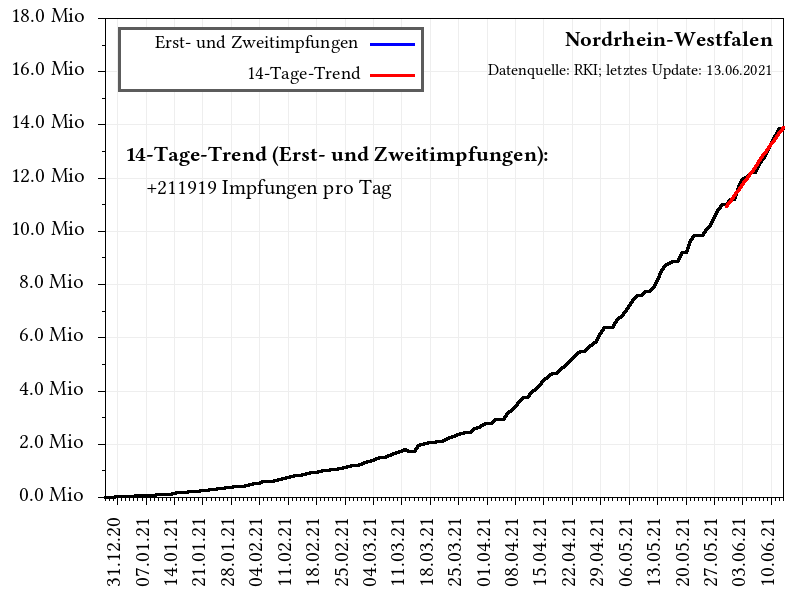 Nordrhein-Westfalen
Datenquelle: RKI; letztes Update: 13.06.2021
Erst- und Zweitimpfungen
14-Tage-Trend
14-Tage-Trend (Erst- und Zweitimpfungen):
+211919 Impfungen pro Tag
18.0 Mio
16.0 Mio
14.0 Mio
12.0 Mio
10.0 Mio
8.0 Mio
6.0 Mio
4.0 Mio
2.0 Mio
0.0 Mio
31.12.20
07.01.21
14.01.21
21.01.21
28.01.21
04.02.21
11.02.21
18.02.21
25.02.21
04.03.21
11.03.21
18.03.21
25.03.21
01.04.21
08.04.21
15.04.21
22.04.21
29.04.21
06.05.21
13.05.21
20.05.21
27.05.21
03.06.21
10.06.21